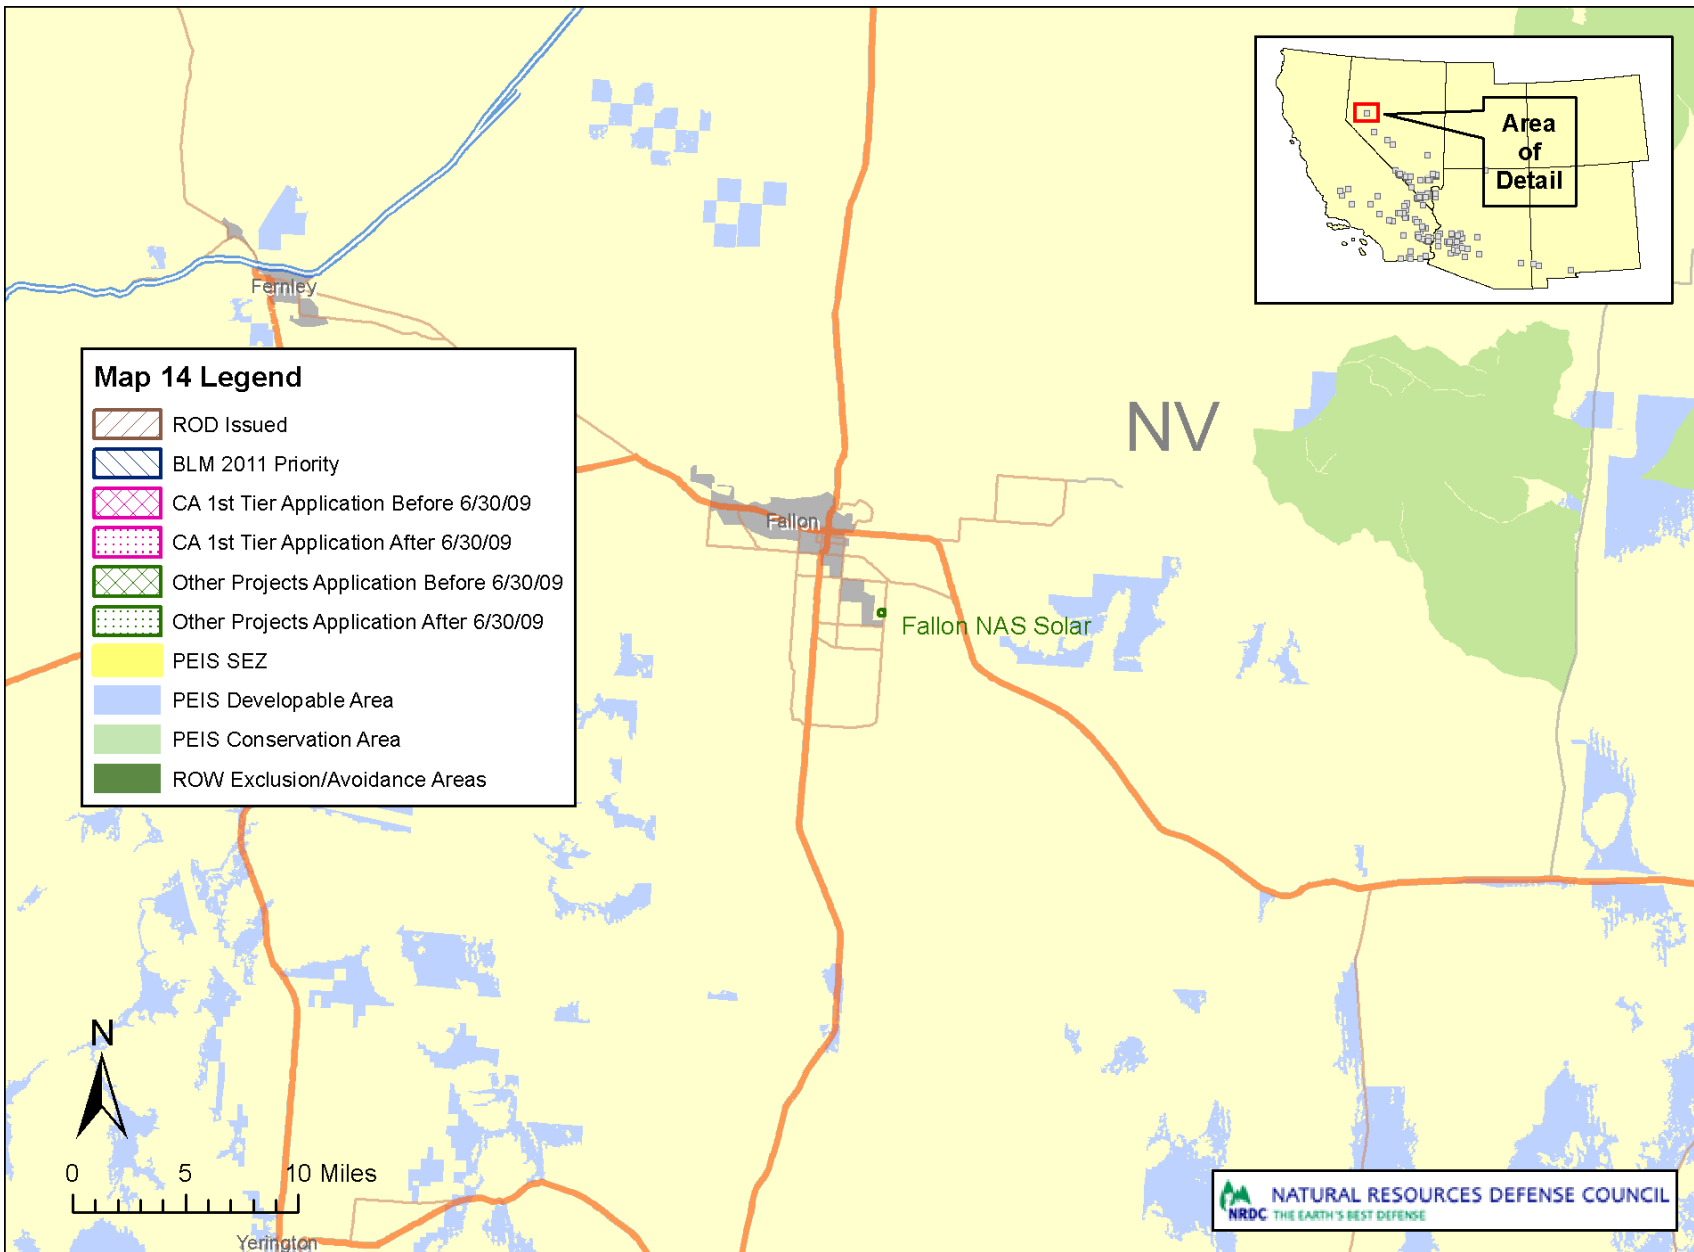 Area
of
Detail
NV
Fernley
Map 14 Legend
ROD Issued
BLM 2011 Priority
CA 1st Tier Application Before 6/30/09
CA 1st Tier Application After 6/30/09
Other Projects Application Before 6/30/09
Other Projects Application After 6/30/09
PEIS SEZ
PEIS Developable Area
PEIS Conservation Area
ROW Exclusion/Avoidance Areas
Fallon
Fallon NAS Solar
N
0 5 10 Miles
Yerington
NRDC
NATURAL RESOURCES DEFENSE COUNCIL
THE EARTH'S BEST DEFENSE